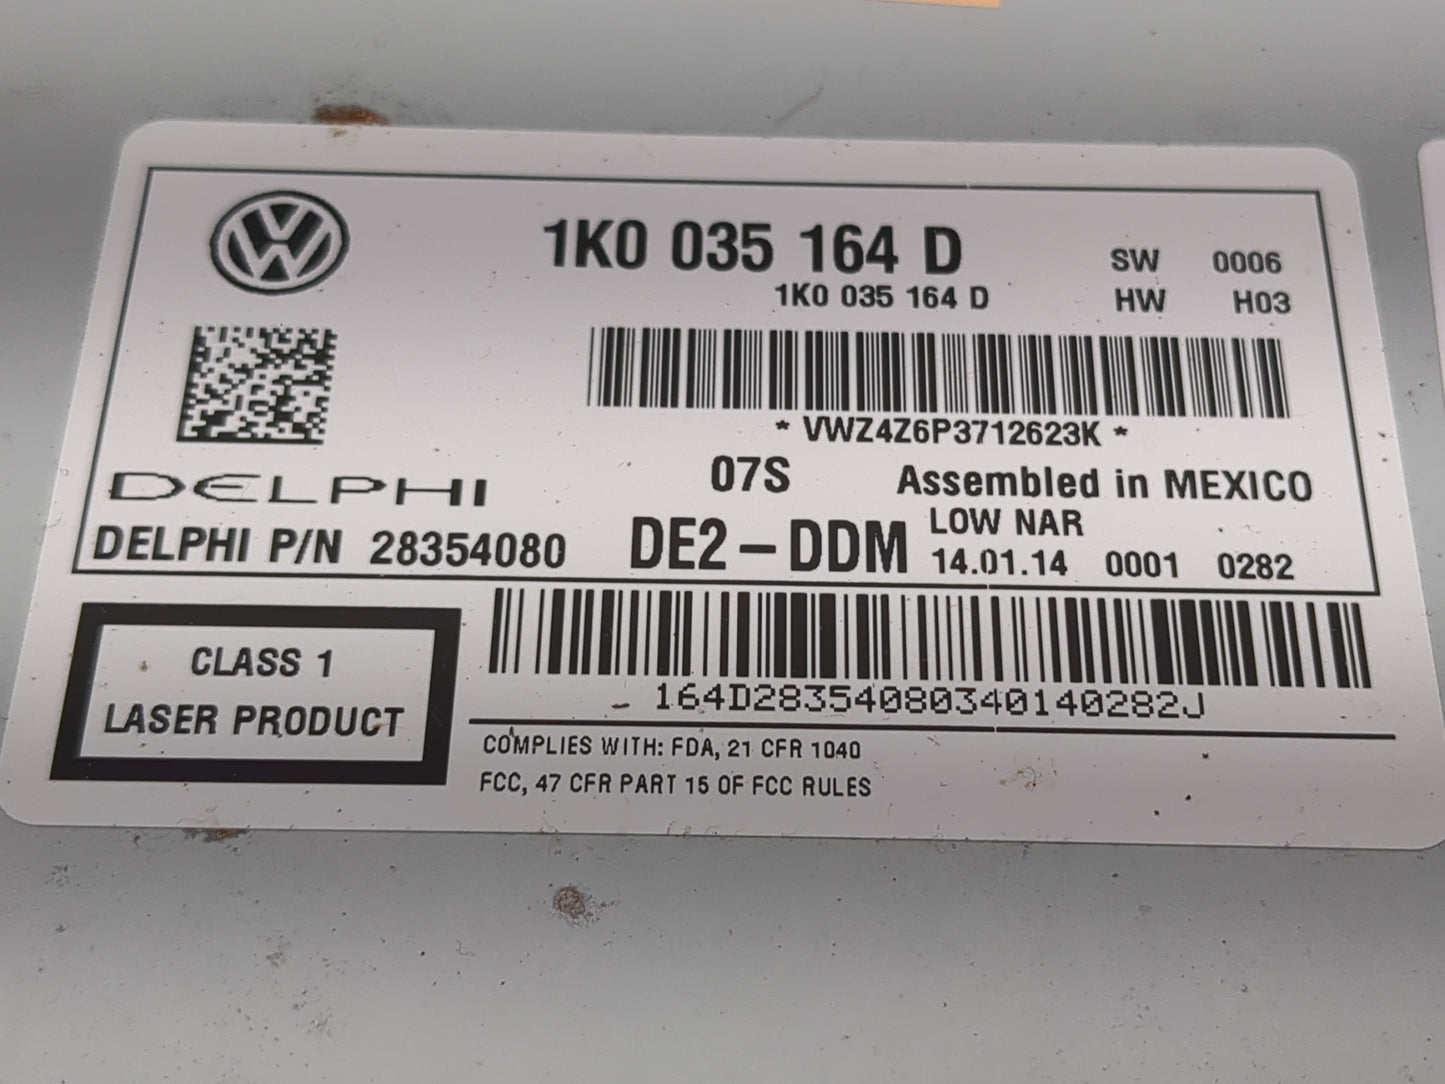 1K0 035 164 D
SW 0006
1K0 035 164 D
HW H03
* VWZ4Z6P3712623K *
DELPHI
07S
Assembled in MEXICO
DELPHI P/N 28354080
DE2-DDM
LOW NAR
14.01.14 0001 0282
CLASS 1
LASER PRODUCT
164D28354080340140282J
COMPLIES WITH: FDA, 21 CFR 1040
FCC, 47 CFR PART 15 OF FCC RULES